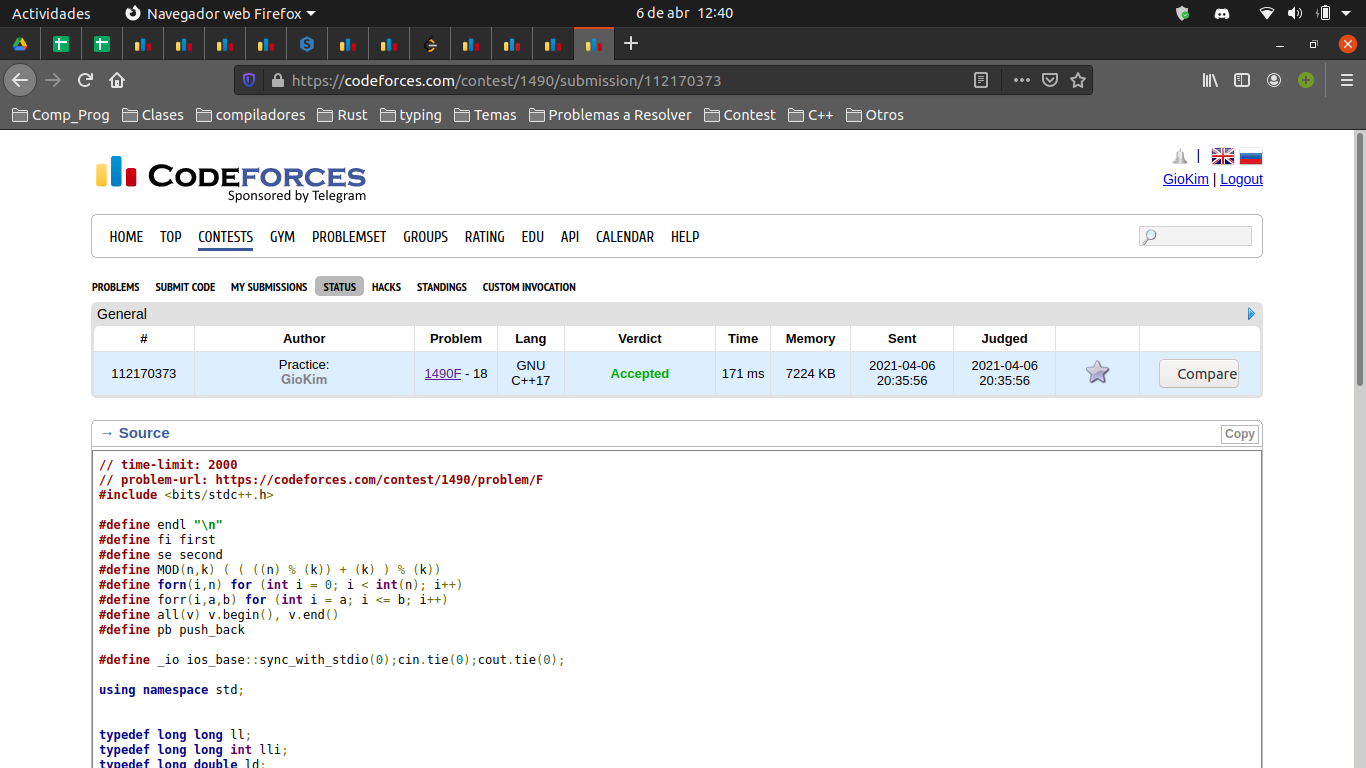 Actividades Navegador web Firefox 6 de abr 12:40
https://codeforces.com/contest/1490/submission/112170373
Comp_Prog Clases compiladores Rust typing Temas Problemas a Resolver Contest C++ Otros
CODEFORCES
Sponsored by Telegram
|
GioKim | Logout
HOME TOP CONTESTS GYM PROBLEMSET GROUPS RATING EDU API CALENDAR HELP
PROBLEMS SUBMIT CODE MY SUBMISSIONS STATUS HACKS STANDINGS CUSTOM INVOCATION
General
# Author Problem Lang Verdict Time Memory Sent Judged
112170373 Practice: GioKim 1490F - 18 GNU C++17 Accepted 171 ms 7224 KB 2021-04-06 20:35:56 2021-04-06 20:35:56 Compare
→ Source Copy
// time-limit: 2000
// problem-url: https://codeforces.com/contest/1490/problem/F
#include <bits/stdc++.h>
#define endl "\n"
#define fi first
#define se second
#define MOD(n,k) ( ( ((n) % (k)) + (k) ) % (k))
#define forn(i,n) for (int i = 0; i < int(n); i++)
#define forr(i,a,b) for (int i = a; i <= b; i++)
#define all(v) v.begin(), v.end()
#define pb push_back
#define _io ios_base::sync_with_stdio(0);cin.tie(0);cout.tie(0);
using namespace std;
typedef long long ll;
typedef long long int lli;
typedef long double ld;